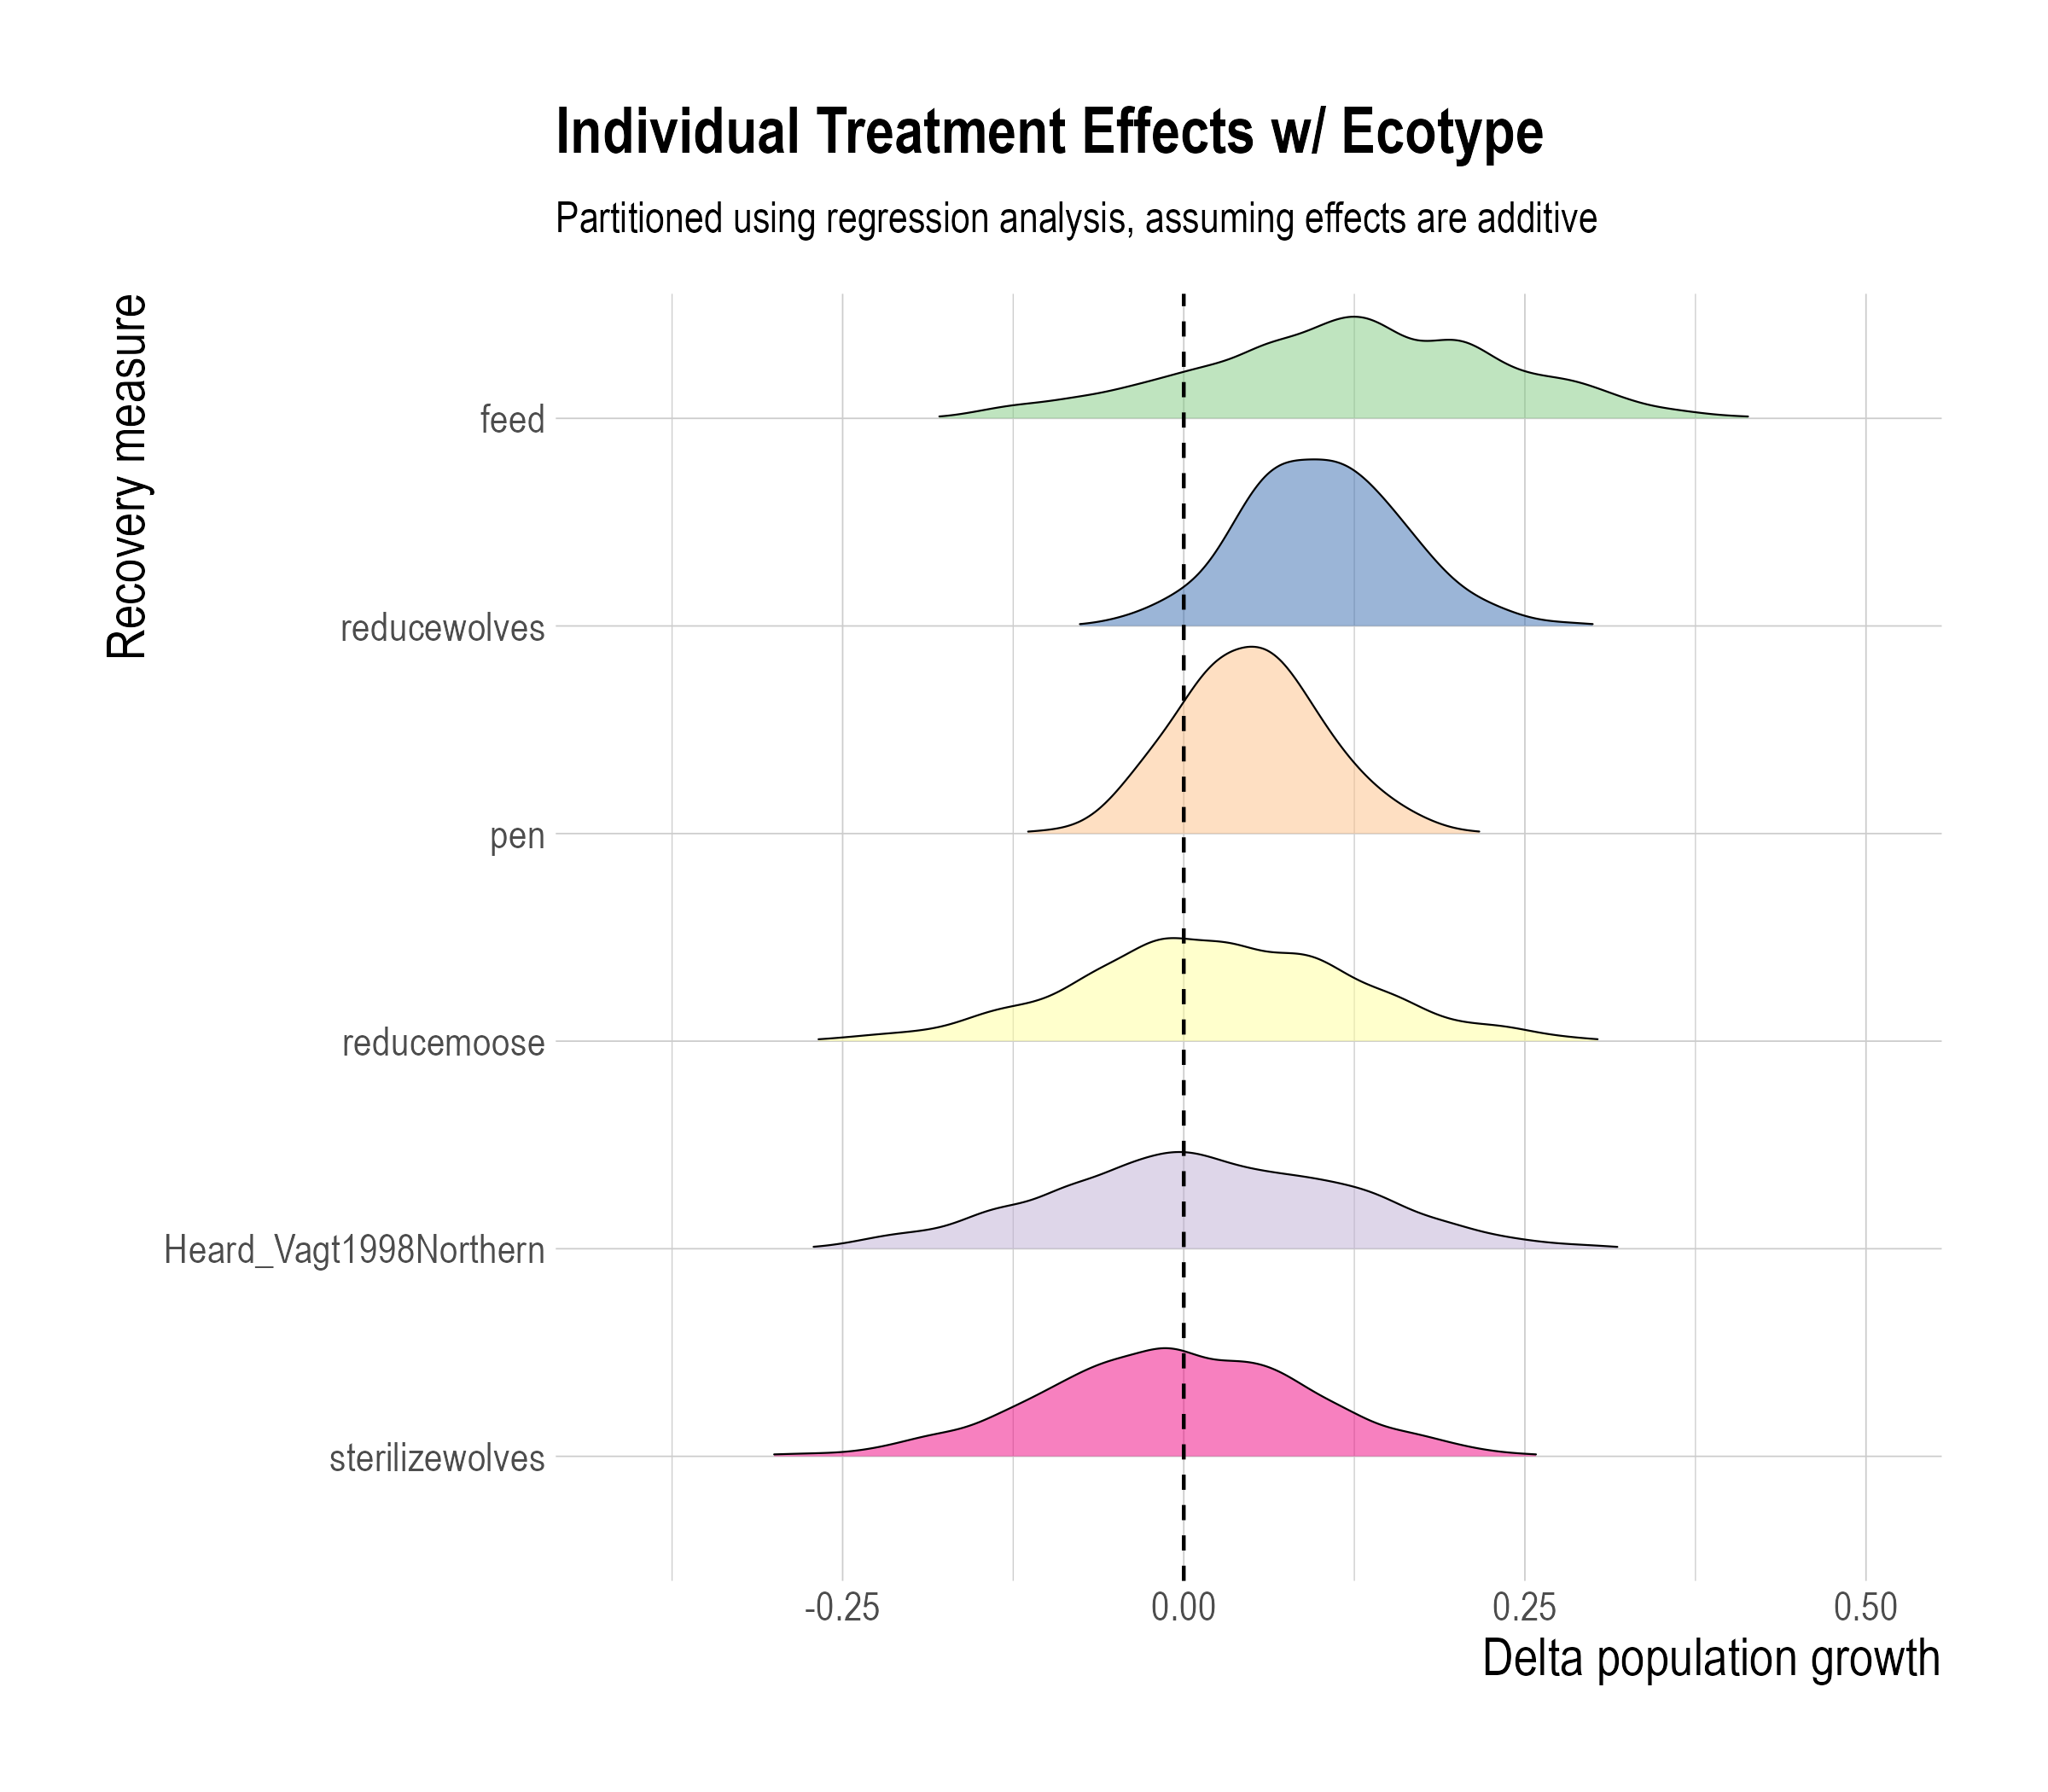 Individual Treatment Effects w/ Ecotype
Partitioned using regression analysis, assuming effects are additive
Recovery measure
feed
reducewolves
pen
reducemoose
Heard_Vagt1998Northern
sterilizewolves
-0.25
0.00
0.25
0.50
Delta population growth